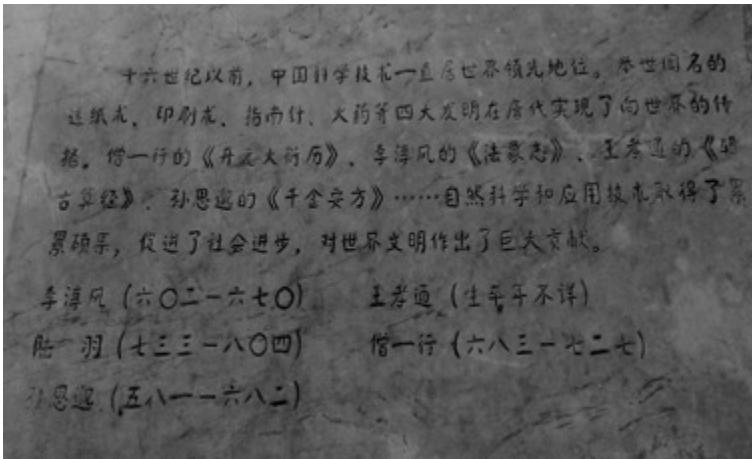 十六世纪以前，中国科学技术一直居世界领先地位。举世闻名的
造纸术、印刷术、指南针、火药等四大发明在唐代实现了向世界的传
播。僧一行的《开元大衍历》、李淳风的《法象志》、王孝通的《缉
古算经》、孙思邈的《千金要方》……自然科学和应用技术取得了累
累硕果，促进了社会进步，对世界文明作出了巨大贡献。
李淳风（六〇二一六七〇） 王孝通（生卒年不详）
陆 羽（七三三一八〇四） 僧一行（六八三一七二七）
孙思邈（五八一一六八二）